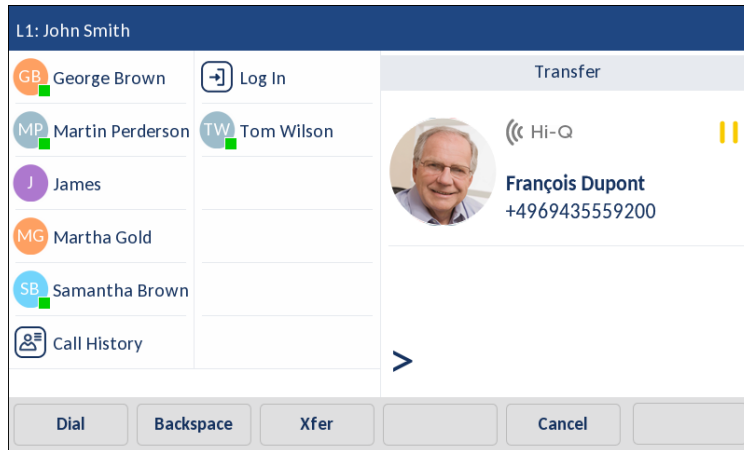 L1: John Smith
GB George Brown
MP Martin Perderson
J James
MG Martha Gold
SB Samantha Brown
Call History
Log In
TW Tom Wilson
Transfer
Hi-Q
François Dupont
+4969435559200
>
Dial Backspace Xfer Cancel